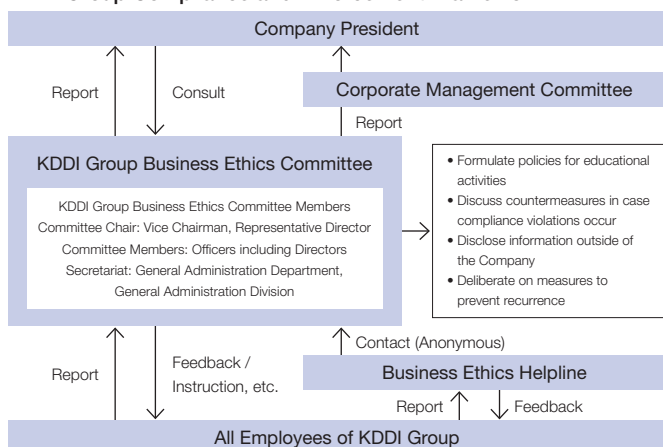 Company President
Report
Consult
Corporate Management Committee
Report
KDDI Group Business Ethics Committee
KDDI Group Business Ethics Committee Members
Committee Chair: Vice Chairman, Representative Director
Committee Members: Officers including Directors
Secretariat: General Administration Department,
General Administration Division
• Formulate policies for educational
activities
• Discuss countermeasures in case
compliance violations occur
• Disclose information outside of
the Company
• Deliberate on measures to
prevent recurrence
Report
Feedback /
Instruction, etc.
Contact (Anonymous)
Business Ethics Helpline
Report
Feedback
All Employees of KDDI Group